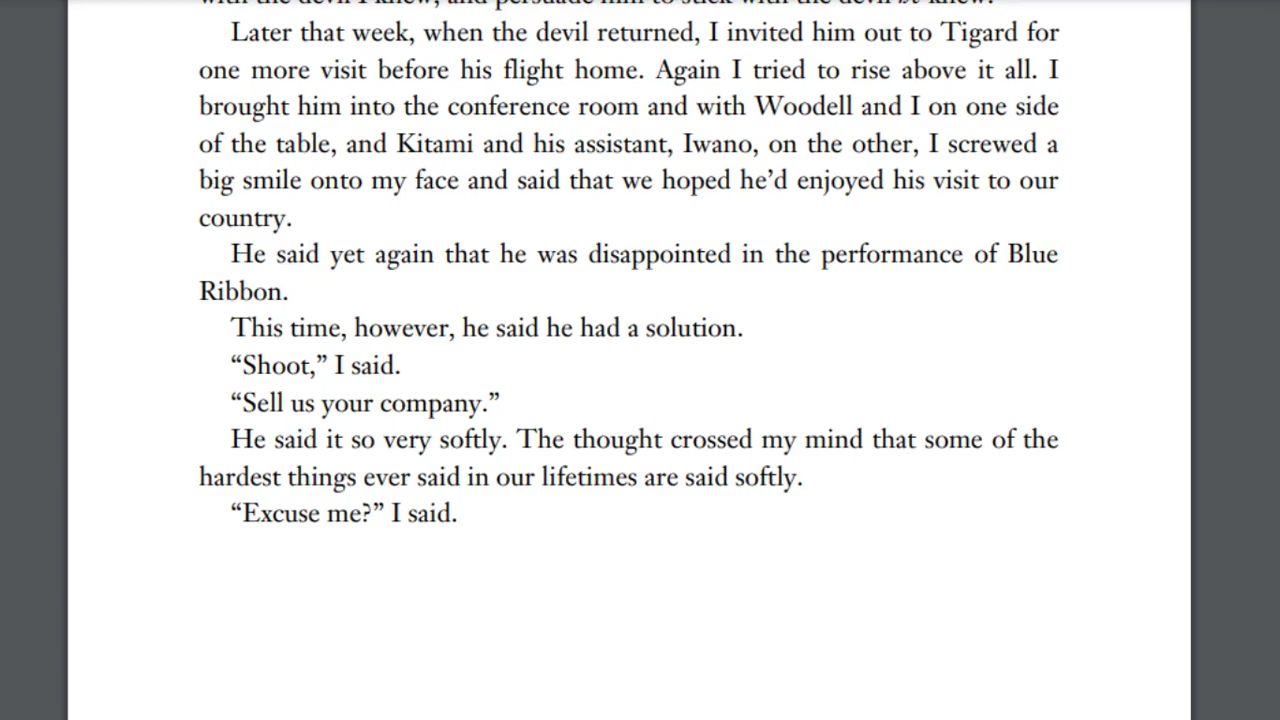 Later that week, when the devil returned, I invited him out to Tigard for
one more visit before his flight home. Again I tried to rise above it all. I
brought him into the conference room and with Woodell and I on one side
of the table, and Kitami and his assistant, Iwano, on the other, I screwed a
big smile onto my face and said that we hoped he’d enjoyed his visit to our
country.
He said yet again that he was disappointed in the performance of Blue
Ribbon.
This time, however, he said he had a solution.
“Shoot,” I said.
“Sell us your company.”
He said it so very softly. The thought crossed my mind that some of the
hardest things ever said in our lifetimes are said softly.
“Excuse me?” I said.